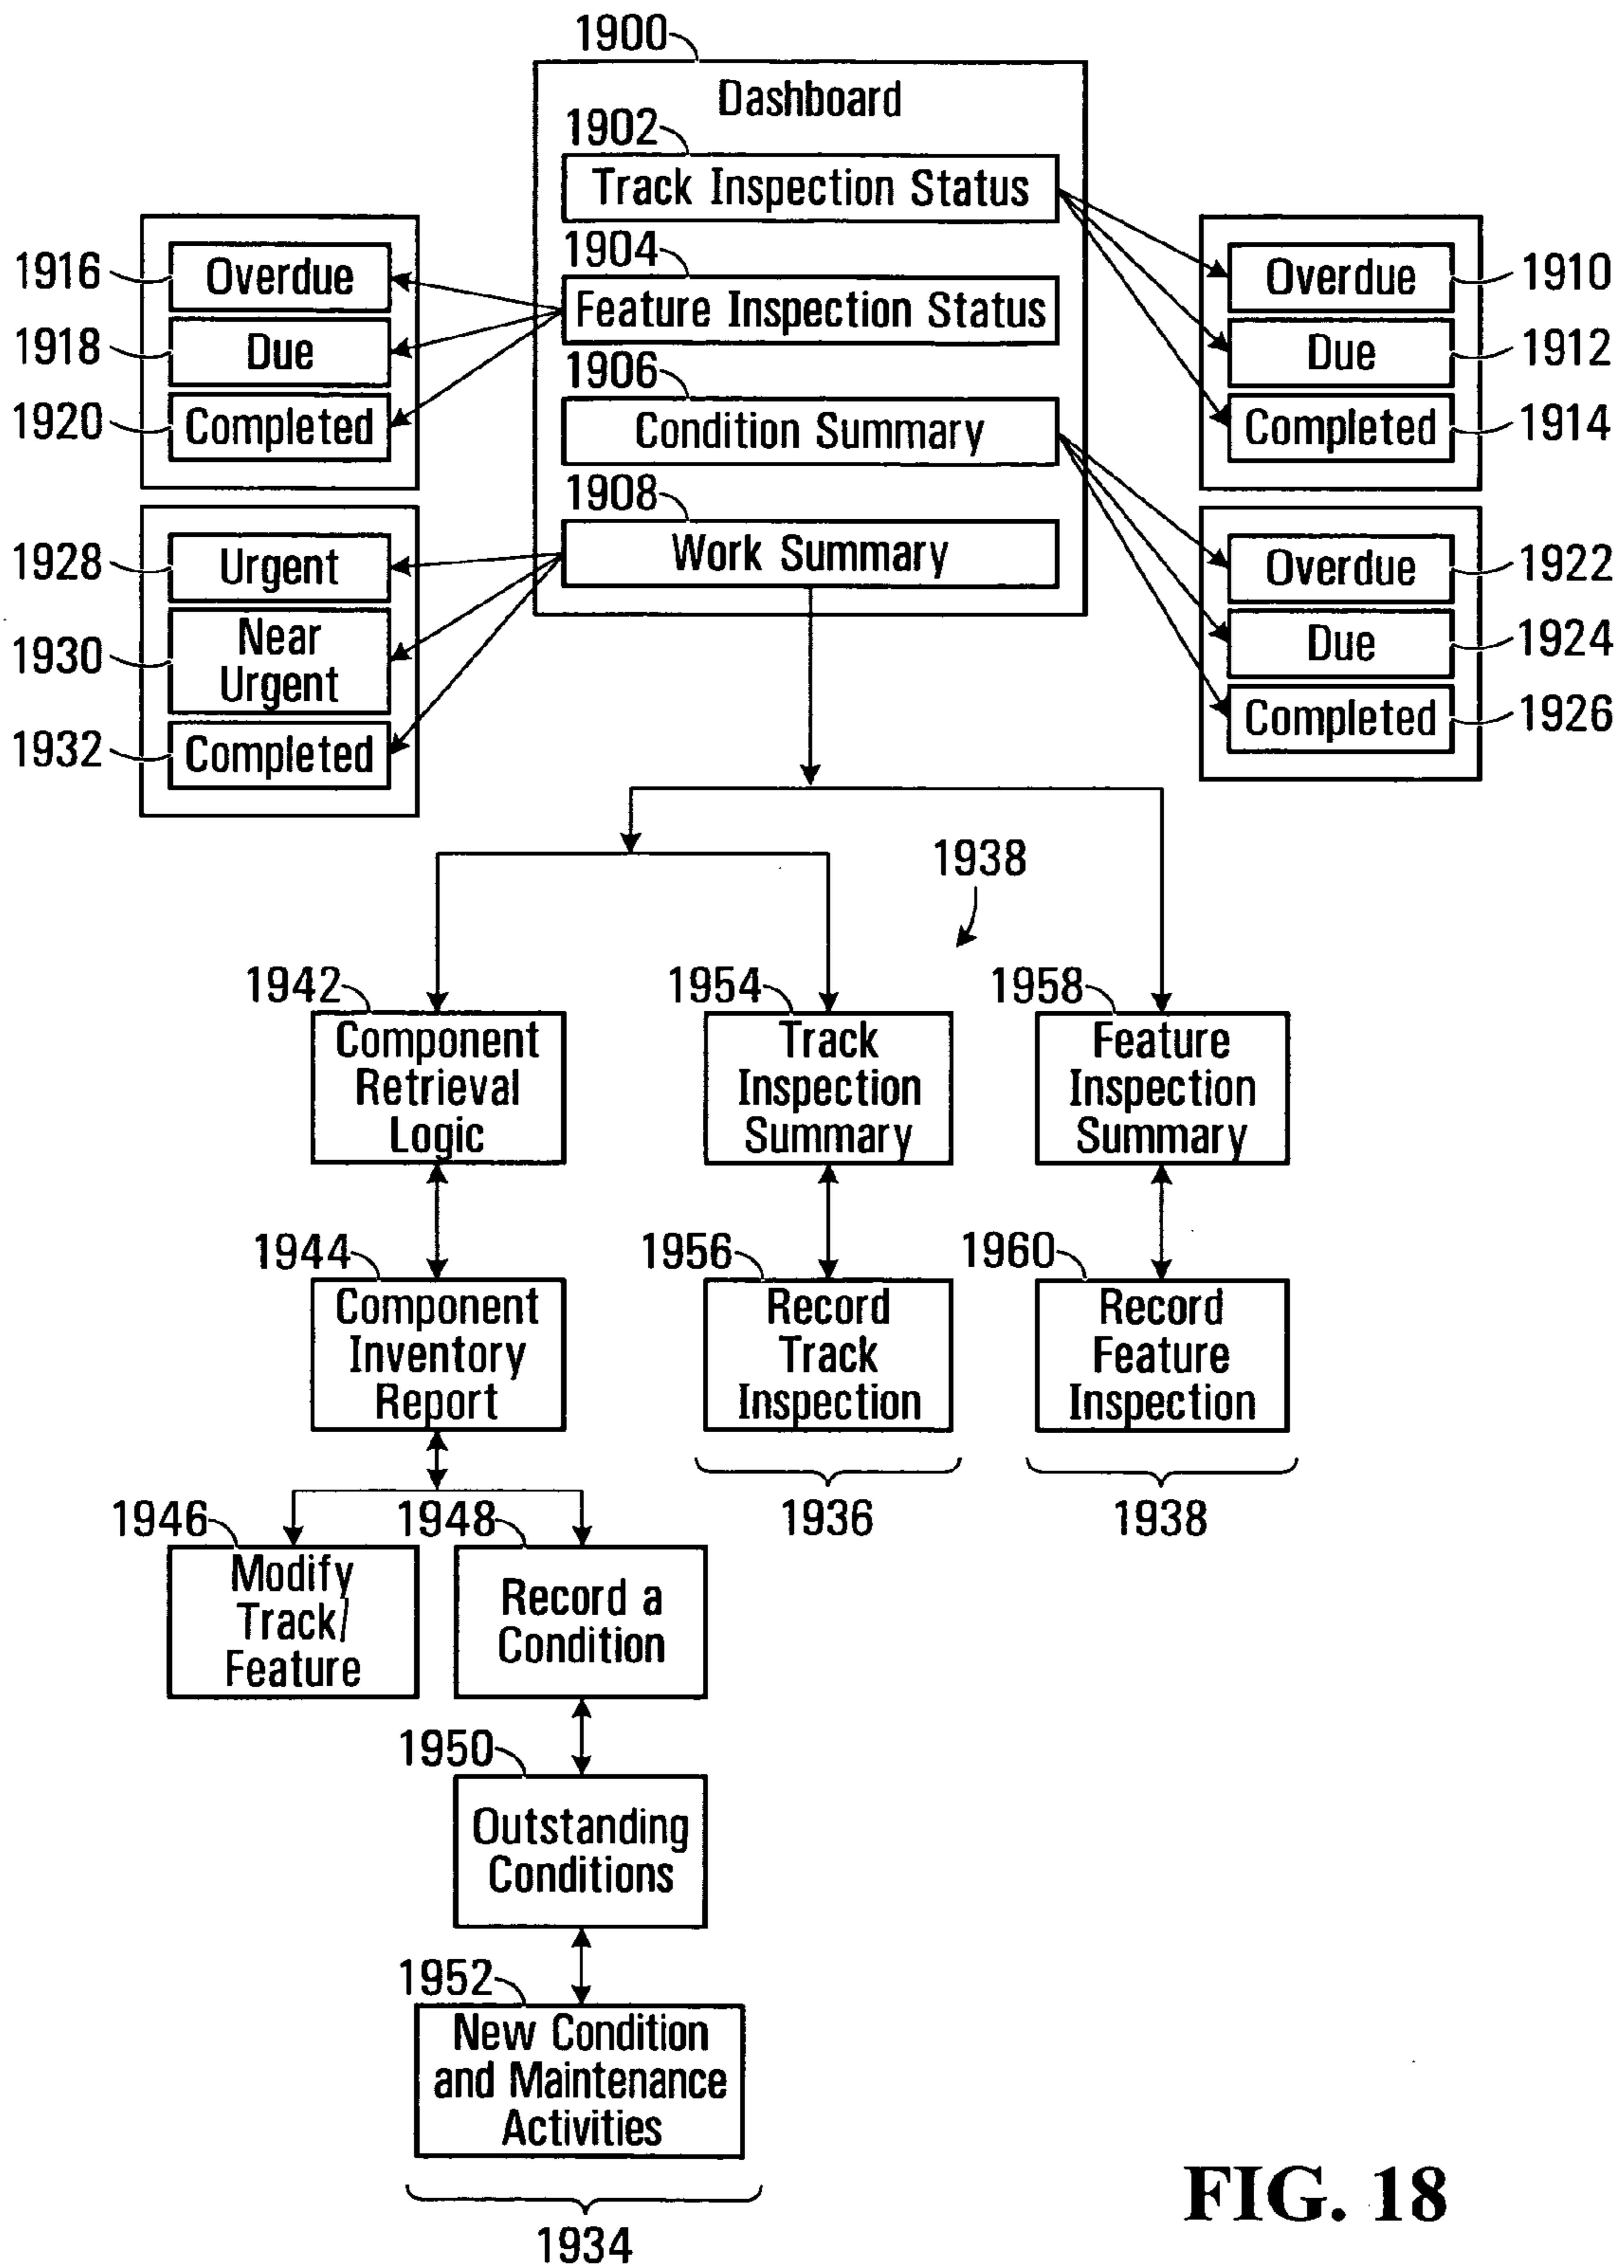 1900
Dashboard
1902
Track Inspection Status
1904
Feature Inspection Status
1906
Condition Summary
1908
Work Summary
1916
Overdue
1918
Due
1920
Completed
1928
Urgent
1930
Near
Urgent
1932
Completed
Overdue
1910
Due
1912
Completed
1914
Overdue
1922
Due
1924
Completed
1926
1938
1942
Component
Retrieval
Logic
1954
Track
Inspection
Summary
1958
Feature
Inspection
Summary
1944
Component
Inventory
Report
1956
Record
Track
Inspection
1960
Record
Feature
Inspection
1936
1938
1946
Modify
Track/
Feature
1948
Record a
Condition
1950
Outstanding
Conditions
1952
New Condition
and Maintenance
Activities
1934
FIG. 18